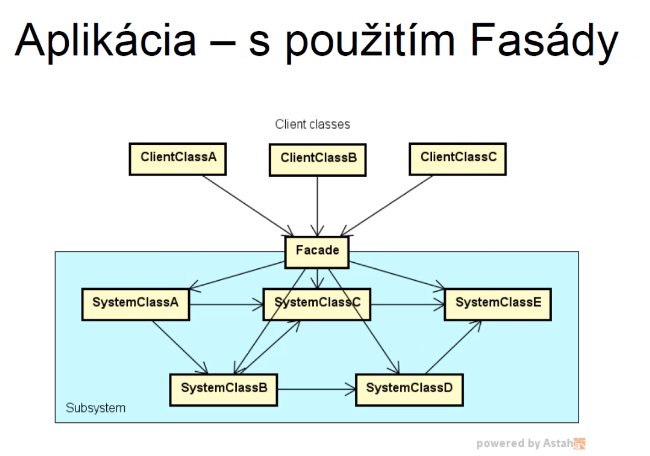 Aplikácia – s použitím Fasády
Client classes
ClientClassA
ClientClassB
ClientClassC
Facade
SystemClassA
SystemClassC
SystemClassE
SystemClassB
SystemClassD
Subsystem
powered by Astah